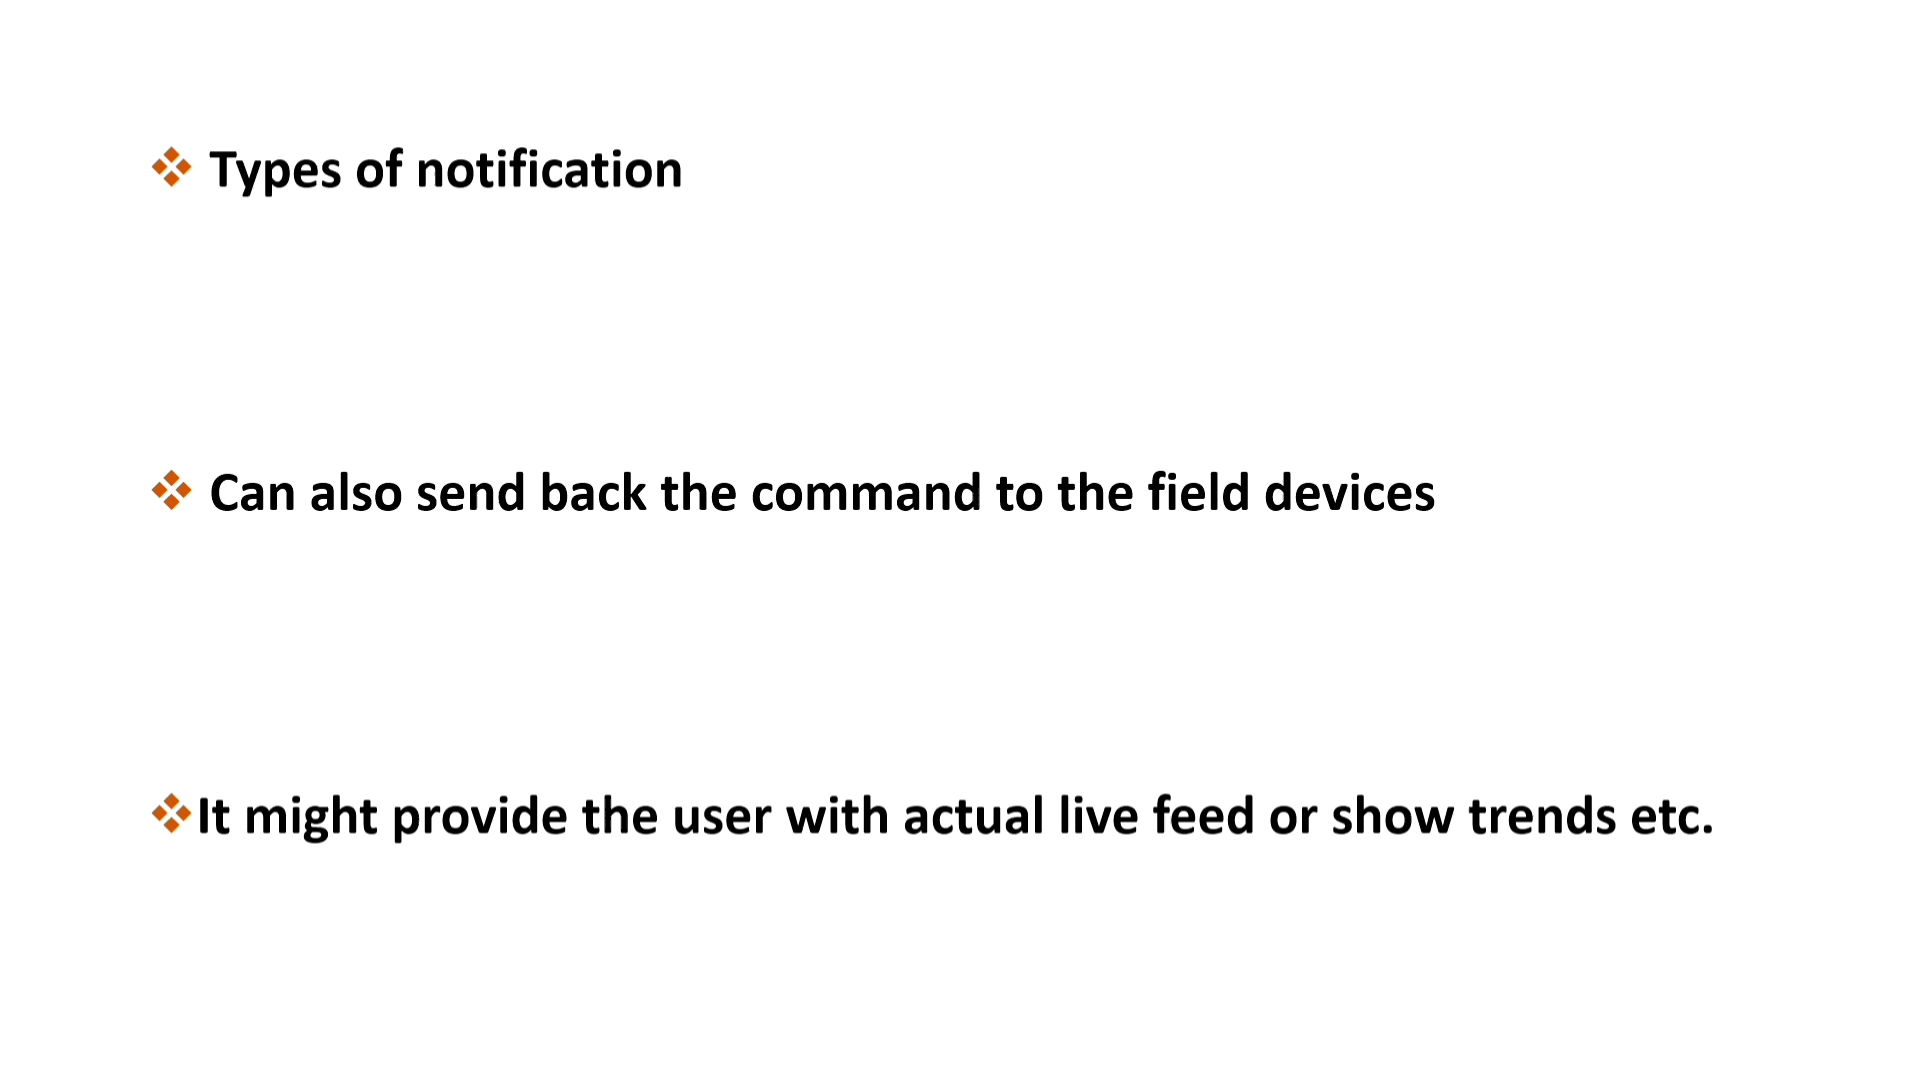 ❖ Types of notification
❖ Can also send back the command to the field devices
❖It might provide the user with actual live feed or show trends etc.